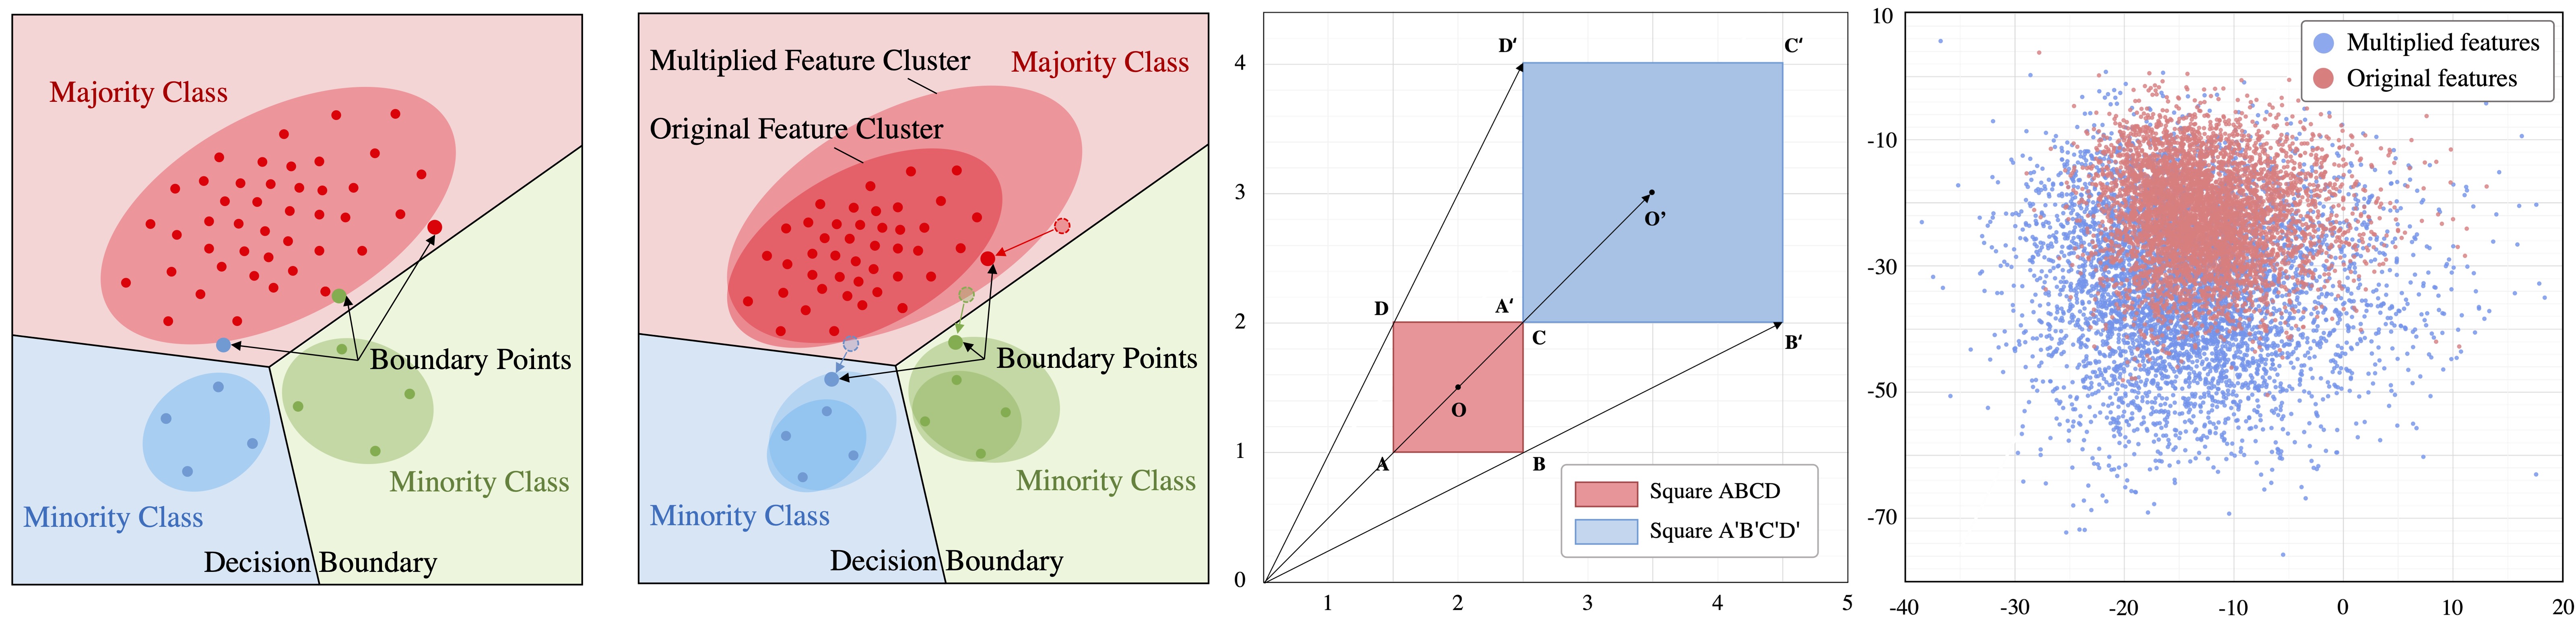 Majority Class
Boundary Points
Minority Class
Minority Class
Decision Boundary
Multiplied Feature Cluster
Majority Class
Original Feature Cluster
Boundary Points
Minority Class
Minority Class
Decision Boundary
4
3
2
1
0
1
2
3
4
5
D'
C'
O'
D
A'
C
B'
O
A
B
Square ABCD
Square A'B'C'D'
10
-10
-30
-50
-70
-40
-30
-20
-10
0
10
20
Multiplied features
Original features